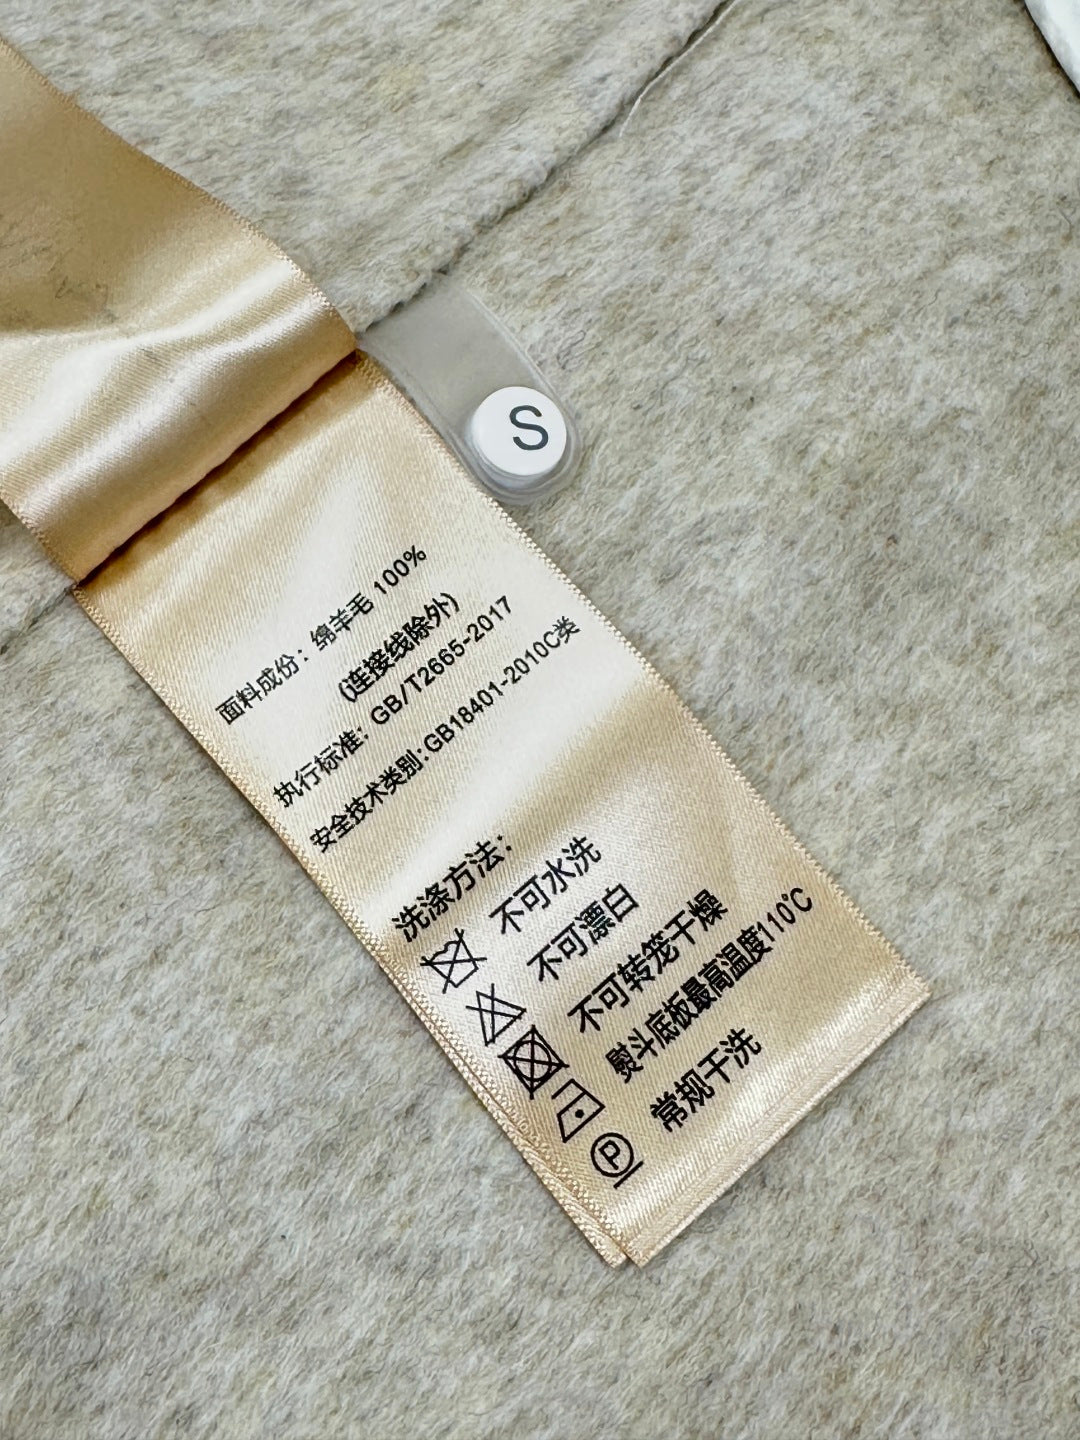 S
面料成份：绵羊毛 100%
(连接线除外)
执行标准：GB/T2665-2017
安全技术类别：GB18401-2010C类
洗涤方法：
不可水洗
不可漂白
不可转笼干燥
熨斗底板最高温度110℃
P 常规干洗